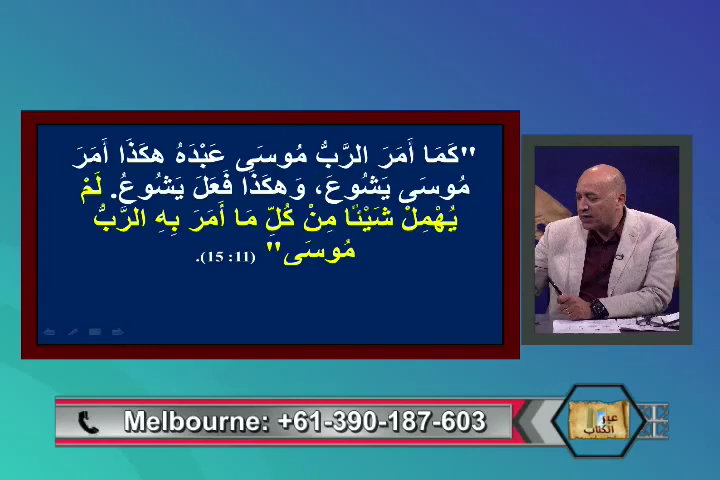 "كَمَا أَمَرَ الرَّبُّ مُوسَى عَبْدَهُ هكَذَا أَمَرَ
مُوسَى يَشُوعَ، وَهكَذَا فَعَلَ يَشُوعُ. لَمْ
يُهْمِلْ شَيْئًا مِنْ كُلِّ مَا أَمَرَ بِهِ الرَّبُّ
مُوسَى" (11: 15).
Melbourne: +61-390-187-603
عبر
الكتاب